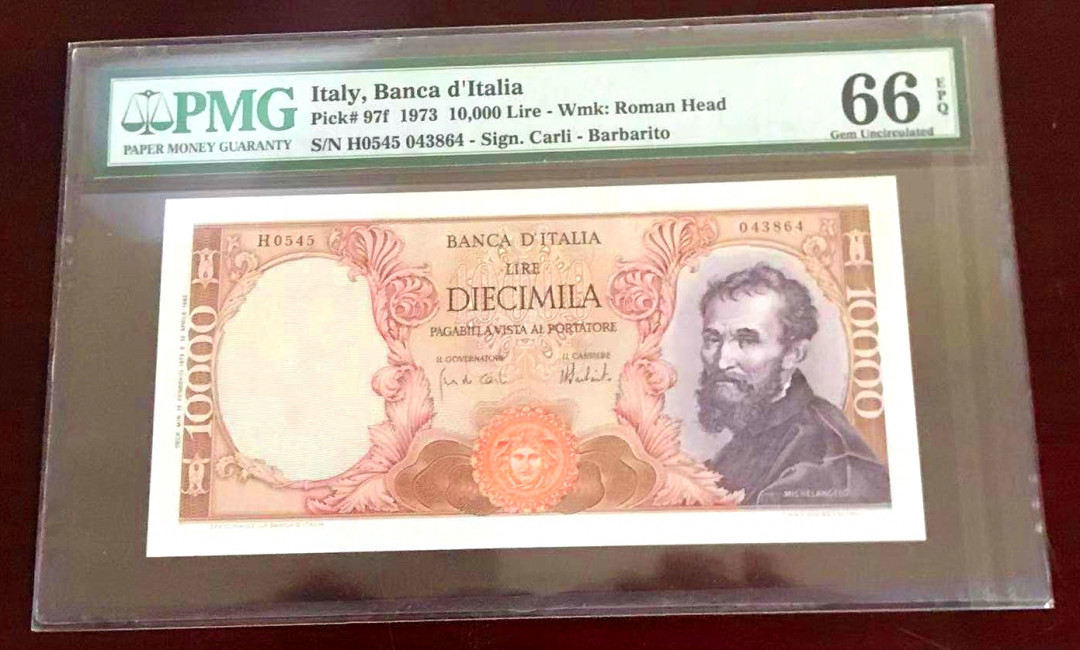 PMG
PAPER MONEY GUARANTY
Italy, Banca d'Italia
Pick# 97f 1973 10,000 Lire - Wmk: Roman Head
S/N H0545 043864 - Sign. Carli - Barbarito
66
EPQ
Gem Uncirculated
H0545
043864
BANCA D'ITALIA
LIRE
DIECIMILA
PAGABILI A VISTA AL PORTATORE
IL GOVERNATORE
IL CASSIERE
10000
10000
MICHELANGELO